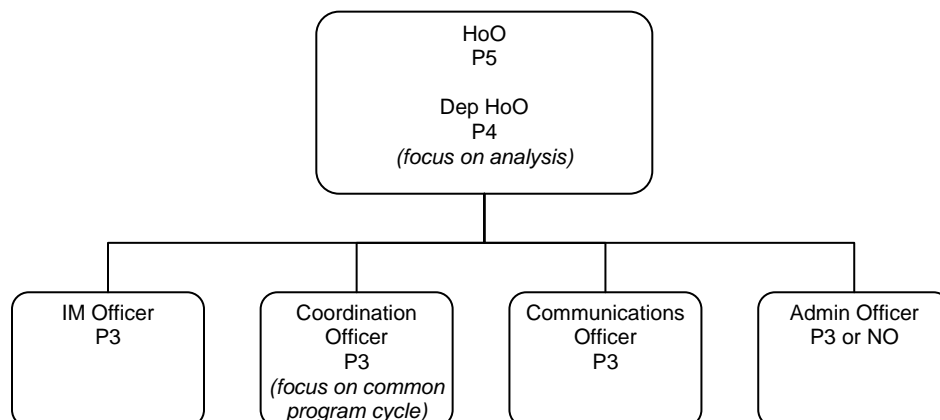 HoO
P5
Dep HoO
P4
(focus on analysis)
IM Officer
P3
Coordination
Officer
P3
(focus on common
program cycle)
Communications
Officer
P3
Admin Officer
P3 or NO